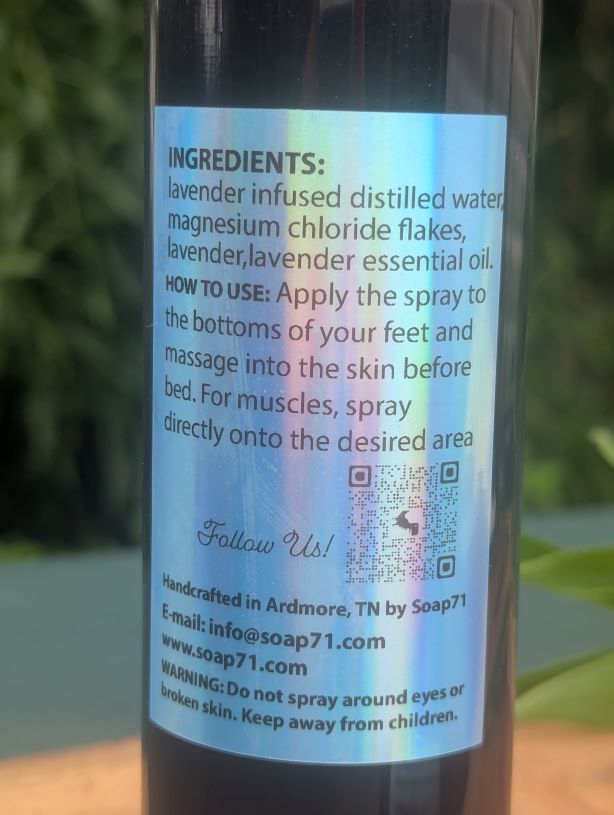 INGREDIENTS:
lavender infused distilled water,
magnesium chloride flakes,
lavender,lavender essential oil.
HOW TO USE: Apply the spray to
the bottoms of your feet and
massage into the skin before
bed. For muscles, spray
directly onto the desired area
Follow Us!
Handcrafted in Ardmore, TN by Soap71
E-mail: info@soap71.com
www.soap71.com
WARNING: Do not spray around eyes or
broken skin. Keep away from children.